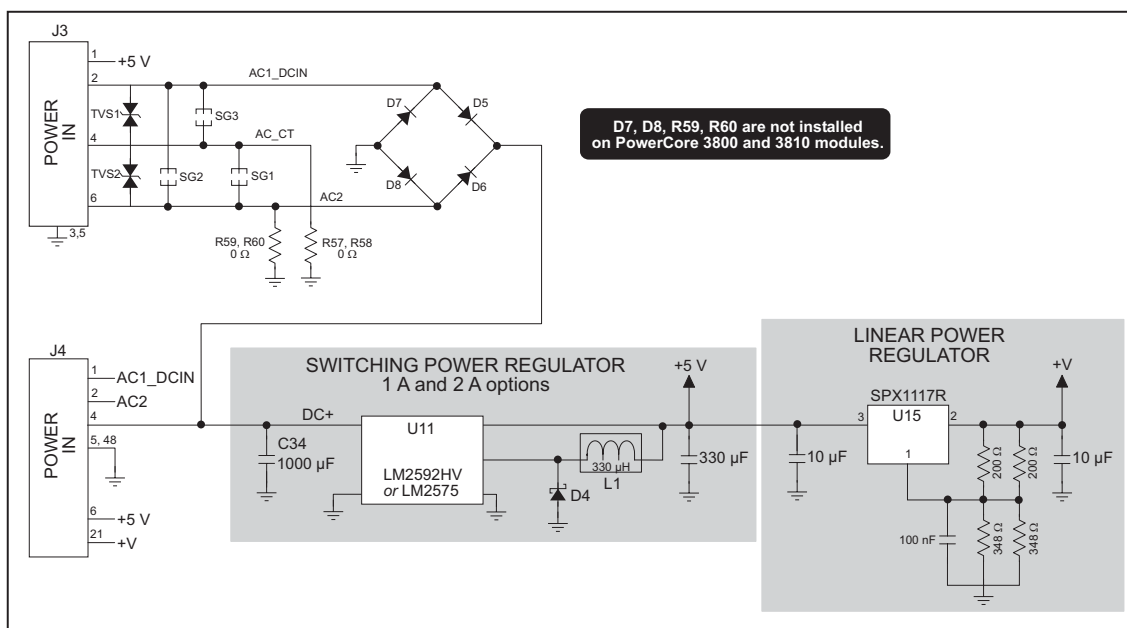 J3
POWER IN
1
+5 V
2
AC1_DCIN
TVS1
SG3
4
AC_CT
TVS2
SG2
SG1
6
AC2
3,5
R59, R60
0 Ω
R57, R58
0 Ω
D7
D5
D8
D6
D7, D8, R59, R60 are not installed
on PowerCore 3800 and 3810 modules.
J4
POWER IN
1
AC1_DCIN
2
AC2
4
5, 48
6
+5 V
21
+V
SWITCHING POWER REGULATOR
1 A and 2 A options
DC+
C34
1000 µF
U11
LM2592HV
or LM2575
D4
330 µH
L1
+5 V
330 µF
LINEAR POWER
REGULATOR
10 µF
SPX1117R
3
U15
2
1
+V
200 Ω
200 Ω
10 µF
100 nF
348 Ω
348 Ω